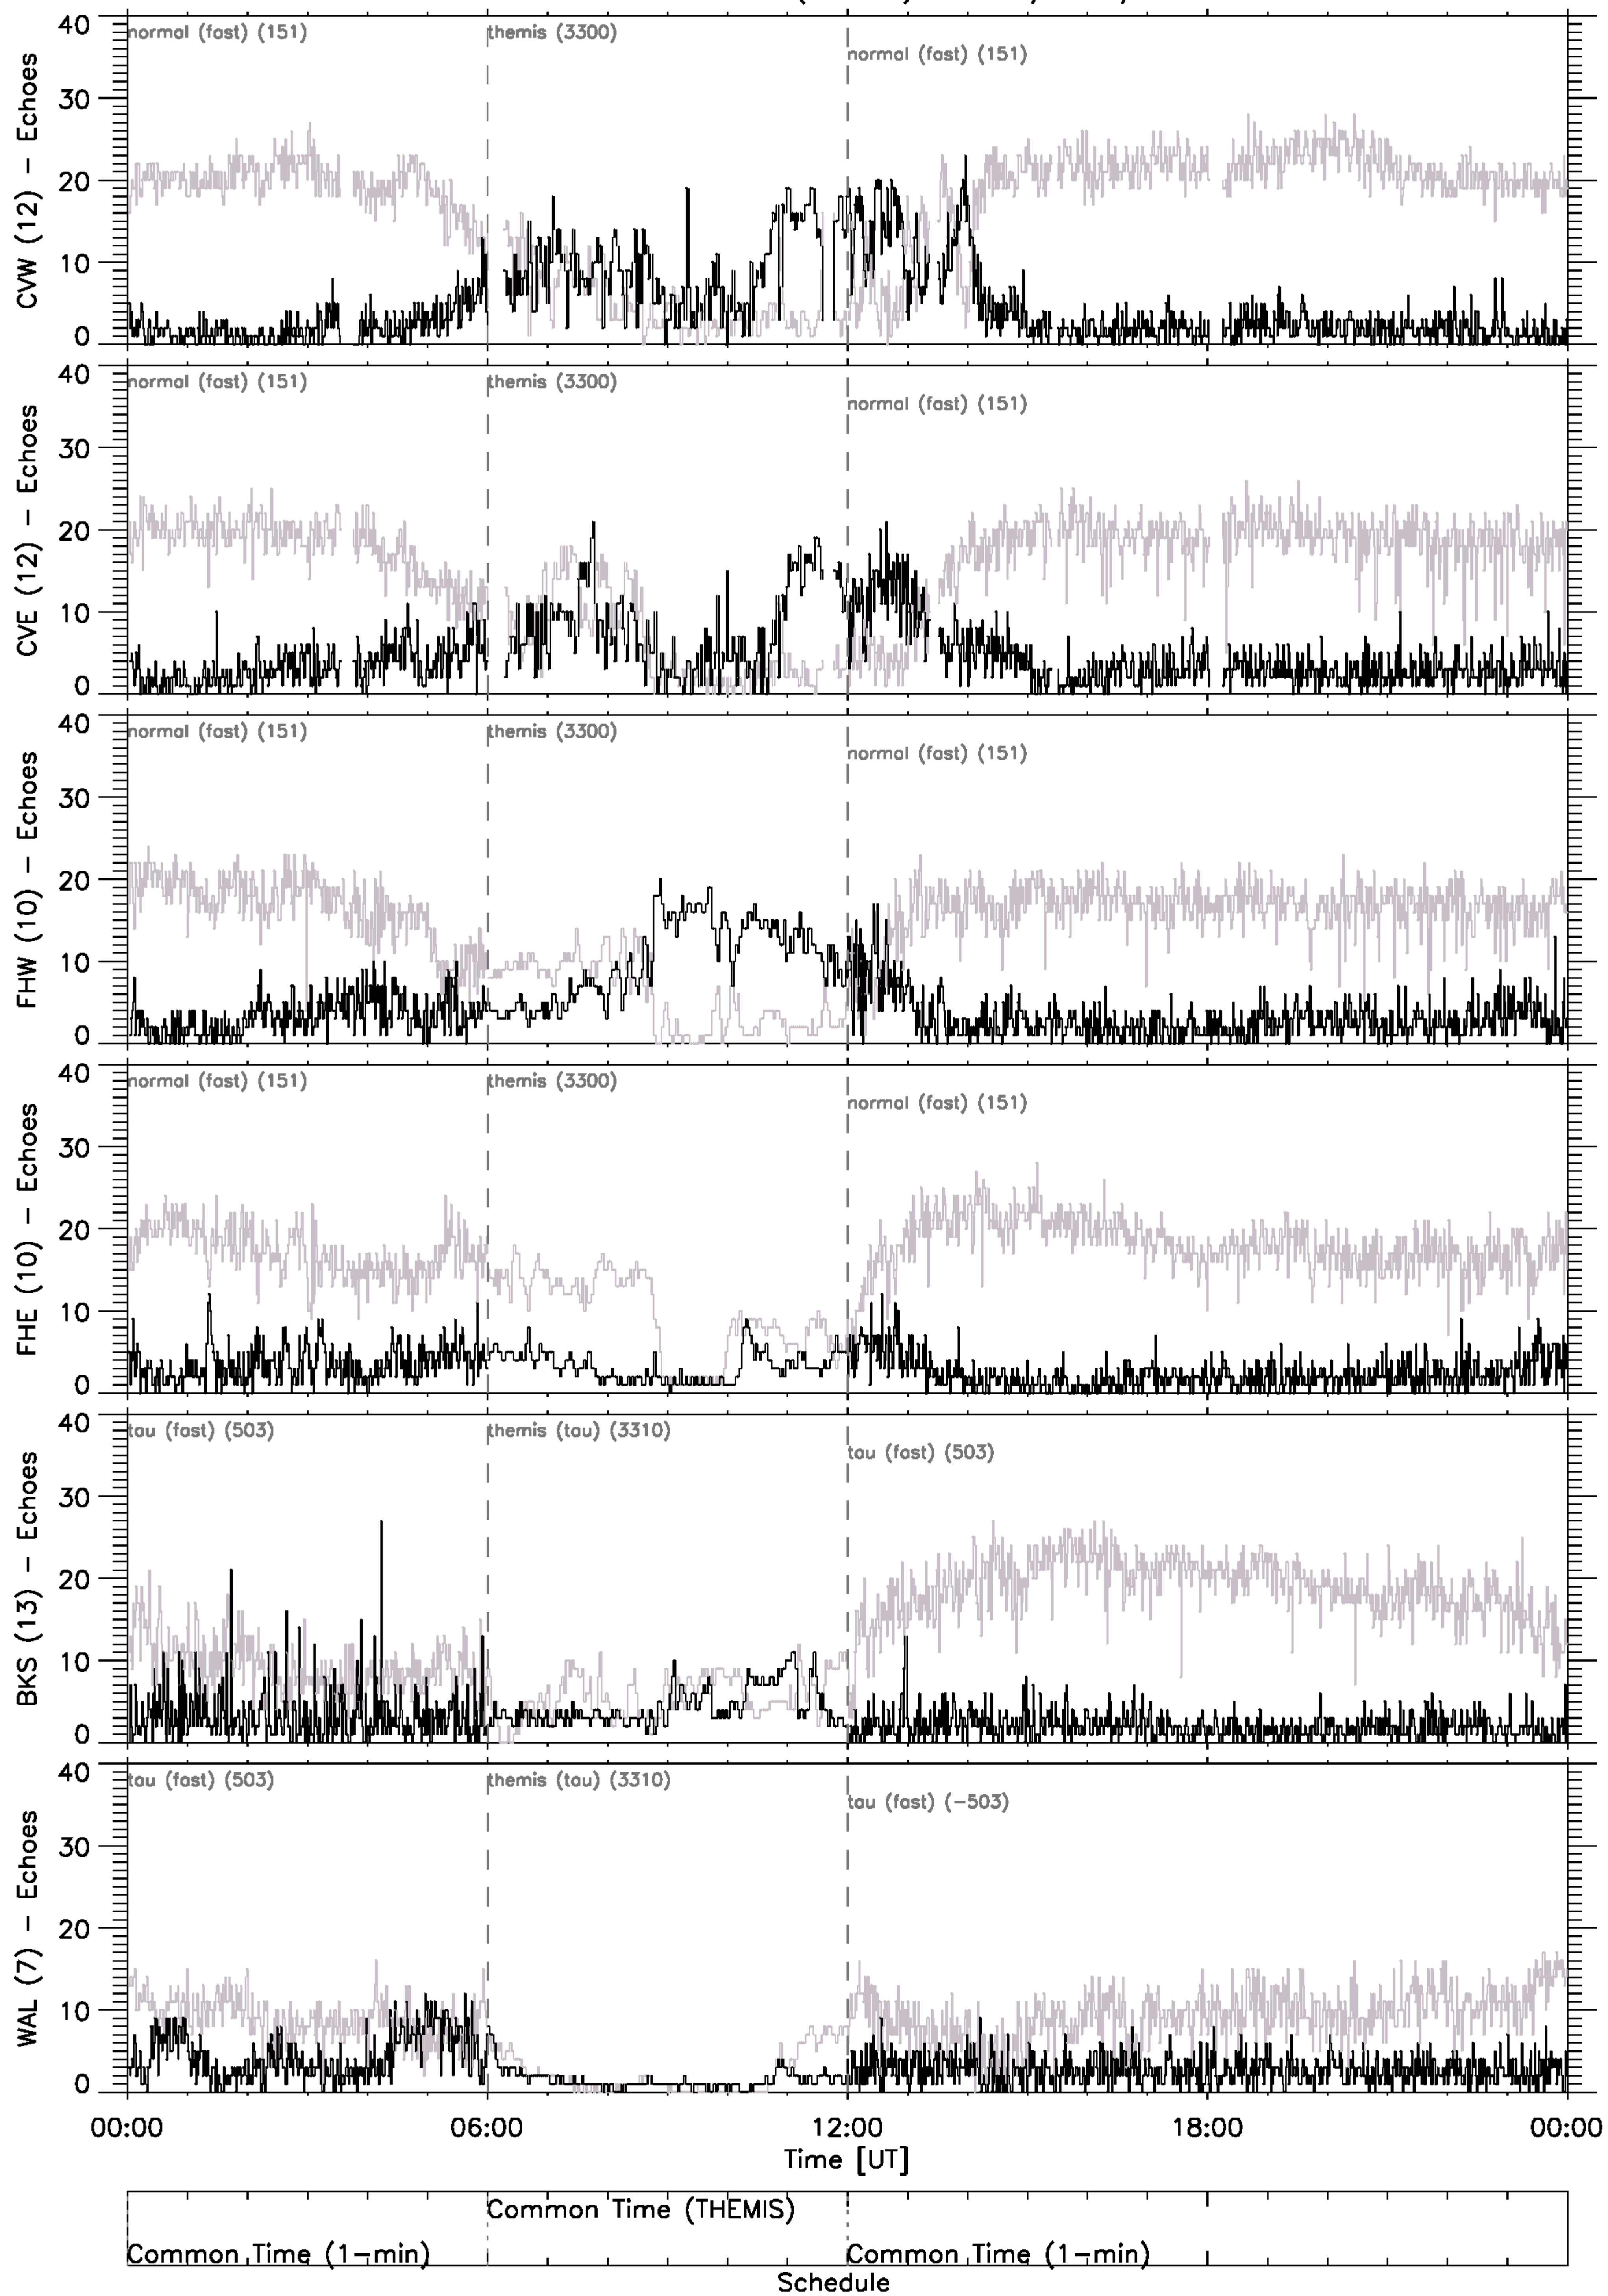 40
30
20
10
0
CVW (12) - Echoes
normal (fast) (151)
themis (3300)
normal (fast) (151)
40
30
20
10
0
CVE (12) - Echoes
normal (fast) (151)
themis (3300)
normal (fast) (151)
40
30
20
10
0
FHW (10) - Echoes
normal (fast) (151)
themis (3300)
normal (fast) (151)
40
30
20
10
0
FHE (10) - Echoes
normal (fast) (151)
themis (3300)
normal (fast) (151)
40
30
20
10
0
BKS (13) - Echoes
tau (fast) (503)
themis (tau) (3310)
tau (fast) (503)
40
30
20
10
0
WAL (7) - Echoes
tau (fast) (503)
themis (tau) (3310)
tau (fast) (-503)
00:00 06:00 12:00 18:00 00:00
Time [UT]
Common Time (THEMIS)
Common Time (1-min) Common Time (1-min)
Schedule